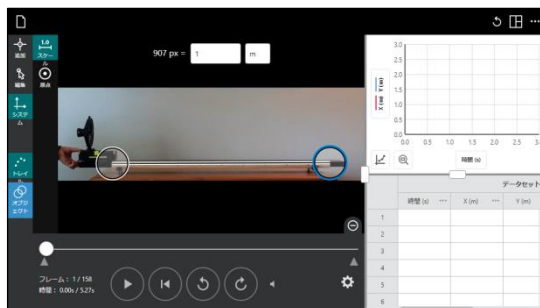 1.0
追加
スケール
907 px =
1
m
編集
原点
システム
トレイル
オブジェクト
フレーム : 1 / 158
時間 : 0.00s / 5.27s
3.0
2.5
2.0
1.5
1.0
0.5
0.0
X (m) Y (m)
0.0 0.5 1.0 1.5 2.0 2.5 3.0
時間 (s)
データセット
時間 (s) ••• X (m) ••• Y (m)
1
2
3
4
5
6